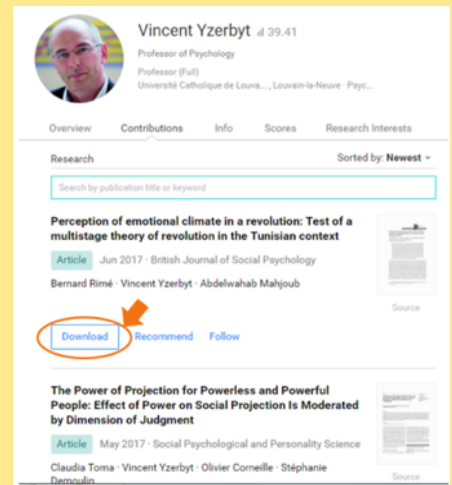 Vincent Yzerbyt 39.41
Professor of Psychology
Professor (Full)
Université Catholique de Louva..., Louvain-la-Neuve · Psyc...
Overview Contributions Info Scores Research Interests
Research Sorted by: Newest
Search by publication title or keyword
Perception of emotional climate in a revolution: Test of a
multistage theory of revolution in the Tunisian context
Article Jun 2017 · British Journal of Social Psychology
Bernard Rimé · Vincent Yzerbyt · Abdelwahab Mahjoub
Source
Download Recommend Follow
The Power of Projection for Powerless and Powerful
People: Effect of Power on Social Projection Is Moderated
by Dimension of Judgment
Article May 2017 · Social Psychological and Personality Science
Claudia Toma · Vincent Yzerbyt · Olivier Corneille · Stéphanie
Demoulin
Source